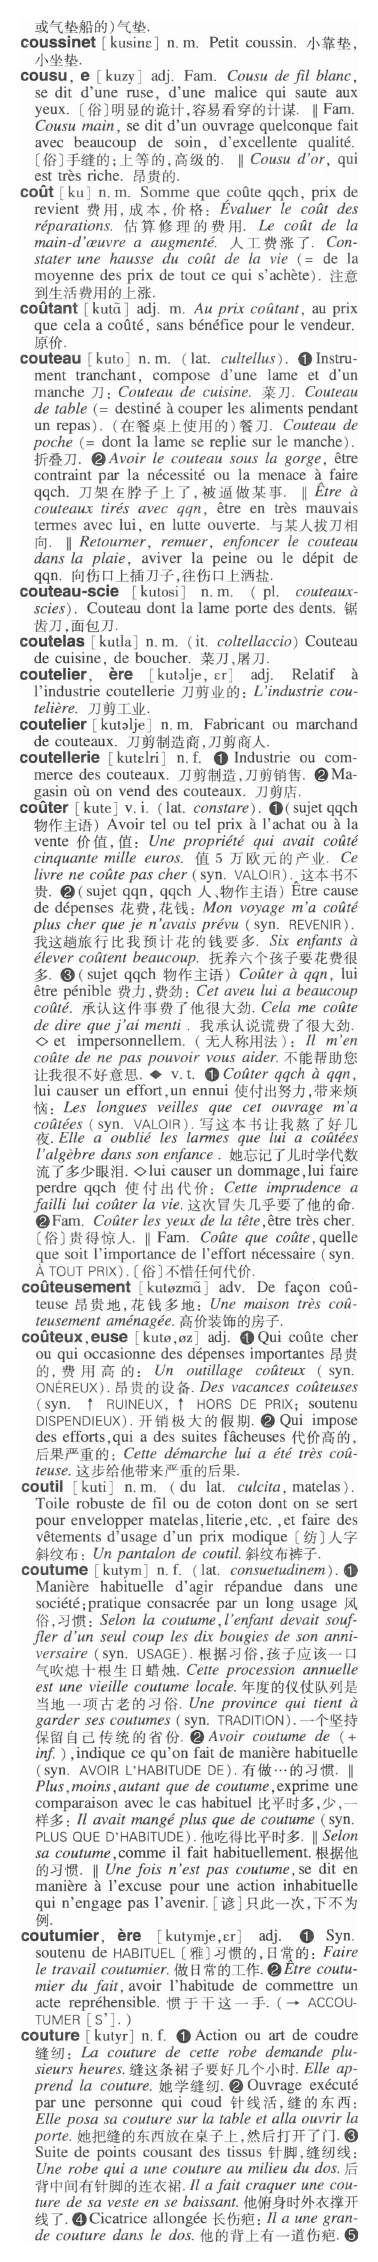 或气垫船的)气垫.
coussinet [kusinɛ] n. m. Petit coussin. 小靠垫,
小坐垫.
cousu, e [kuzy] adj. Fam. Cousu de fil blanc,
se dit d'une ruse, d'une malice qui saute aux
yeux. 〔俗〕明显的诡计,容易看穿的计谋. ‖ Fam.
Cousu main, se dit d'un ouvrage quelconque fait
avec beaucoup de soin, d'excellente qualité.
〔俗〕手缝的;上等的,高级的. ‖ Cousu d'or, qui
est très riche. 昂贵的.
coût [ku] n. m. Somme que coûte qqch, prix de
revient 费用,成本,价格: Évaluer le coût des
réparations. 估算修理的费用. Le coût de la
main-d'œuvre a augmenté. 人工费涨了. Con-
stater une hausse du coût de la vie (= de la
moyenne des prix de tout ce qui s'achète). 注意
到生活费用的上涨.
coûtant [kutã] adj. m. Au prix coûtant, au prix
que cela a coûté, sans bénéfice pour le vendeur.
原价.
couteau [kuto] n. m. (lat. cultellus). ❶ Instru-
ment tranchant, compose d'une lame et d'un
manche 刀: Couteau de cuisine. 菜刀. Couteau
de table (= destiné à couper les aliments pendant
un repas). (在餐桌上使用的)餐刀. Couteau de
poche (= dont la lame se replie sur le manche).
折叠刀. ❷ Avoir le couteau sous la gorge, être
contraint par la nécessité ou la menace à faire
qqch. 刀架在脖子上了,被逼做某事. ‖ Être à
couteaux tirés avec qqn, être en très mauvais
termes avec lui, en lutte ouverte. 与某人拔刀相
向. ‖ Retourner, remuer, enfoncer le couteau
dans la plaie, aviver la peine ou le dépit de
qqn. 向伤口上插刀子,往伤口上洒盐.
couteau-scie [kutosi] n. m. ( pl. couteaux-
scies). Couteau dont la lame porte des dents. 锯
齿刀,面包刀.
coutelas [kutla] n. m. (it. coltellaccio) Couteau
de cuisine, de boucher. 菜刀,屠刀.
coutelier, ère [kutəlje, ɛr] adj. Relatif à
l'industrie coutellerie 刀剪业的: L'industrie cou-
telière. 刀剪工业.
coutelier [kutəlje] n. m. Fabricant ou marchand
de couteaux. 刀剪制造商,刀剪商人.
coutellerie [kutɛlri] n. f. ❶ Industrie ou com-
merce des couteaux. 刀剪制造,刀剪销售. ❷ Ma-
gasin où on vend des couteaux. 刀剪店.
coûter [kute] v. i. (lat. constare). ❶(sujet qqch
物作主语) Avoir tel ou tel prix à l'achat ou à la
vente 价值,值: Une propriété qui avait coûté
cinquante mille euros. 值 5 万欧元的产业. Ce
livre ne coûte pas cher (syn. VALOIR). 这本书不
贵. ❷(sujet qqn, qqch 人、物作主语) Être cause
de dépenses 花费,花钱: Mon voyage m'a coûté
plus cher que je n'avais prévu (syn. REVENIR).
我这趟旅行比我预计花的钱要多. Six enfants à
élever coûtent beaucoup. 抚养六个孩子要花费很
多. ❸(sujet qqch 物作主语) Coûter à qqn, lui
être pénible 费力,费劲: Cet aveu lui a beaucoup
coûté. 承认这件事费了他很大劲. Cela me coûte
de dire que j'ai menti . 我承认说谎费了很大劲.
◇ et impersonnellem. (无人称用法): Il m'en
coûte de ne pas pouvoir vous aider. 不能帮助您
让我很不好意思. ◆ v. t. ❶ Coûter qqch à qqn,
lui causer un effort,un ennui 使付出努力,带来烦
恼: Les longues veilles que cet ouvrage m'a
coûtées (syn. VALOIR). 写这本书让我熬了好几
夜. Elle a oublié les larmes que lui a coûtées
l'algèbre dans son enfance . 她忘记了儿时学代数
流了多少眼泪. ◇lui causer un dommage,lui faire
perdre qqch 使付出代价: Cette imprudence a
failli lui coûter la vie. 这次冒失几乎要了他的命.
❷ Fam. Coûter les yeux de la tête,être très cher.
〔俗〕贵得惊人. ‖ Fam. Coûte que coûte, quelle
que soit l'importance de l'effort nécessaire (syn.
À TOUT PRIX). 〔俗〕不惜任何代价.
coûteusement [kutøzmã] adv. De façon coû-
teuse 昂贵地,花钱多地: Une maison très coû-
teusement aménagée. 高价装饰的房子.
coûteux,euse [kutø,øz] adj. ❶ Qui coûte cher
ou qui occasionne des dépenses importantes 昂贵
的,费用高的: Un outillage coûteux ( syn.
ONÉREUX). 昂贵的设备. Des vacances coûteuses
(syn. ↑ RUINEUX, ↑ HORS DE PRIX; soutenu
DISPENDIEUX). 开销极大的假期. ❷ Qui impose
des efforts,qui a des suites fâcheuses 代价高的,
后果严重的: Cette démarche lui a été très coû-
teuse. 这步给他带来严重的后果.
coutil [kuti] n. m. (du lat. culcita, matelas).
Toile robuste de fil ou de coton dont on se sert
pour envelopper matelas,literie,etc. ,et faire des
vêtements d'usage d'un prix modique [纺]人字
斜纹布: Un pantalon de coutil. 斜纹布裤子.
coutume [kutym] n. f. (lat. consuetudinem). ❶
Manière habituelle d'agir répandue dans une
société;pratique consacrée par un long usage 风
俗,习惯: Selon la coutume,l'enfant devait souf-
fler d'un seul coup les dix bougies de son anni-
versaire (syn. USAGE). 根据习俗,孩子应该一口
气吹熄十根生日蜡烛. Cette procession annuelle
est une vieille coutume locale. 年度的仪仗队列是
当地一项古老的习俗. Une province qui tient à
garder ses coutumes (syn. TRADITION). 一个坚持
保留自己传统的省份. ❷ Avoir coutume de (+
inf. ),indique ce qu'on fait de manière habituelle
(syn. AVOIR L'HABITUDE DE). 有做…的习惯. ‖
Plus,moins,autant que de coutume,exprime une
comparaison avec le cas habituel 比平时多,少,一
样多: Il avait mangé plus que de coutume (syn.
PLUS QUE D'HABITUDE). 他吃得比平时多. ‖ Selon
sa coutume,comme il fait habituellement. 根据他
的习惯. ‖ Une fois n'est pas coutume,se dit en
manière à l'excuse pour une action inhabituelle
qui n'engage pas l'avenir. [谚]只此一次,下不为
例.
coutumier, ère [kutymje,ɛr] adj. ❶ Syn.
soutenu de HABITUEL [雅]习惯的,日常的: Faire
le travail coutumier. 做日常的工作. ❷ Être coutu-
mier du fait, avoir l'habitude de commettre un
acte repréhensible. 惯于干这一手. (→ ACCOU-
TUMER [S']. )
couture [kutyr] n. f. ❶ Action ou art de coudre
缝纫: La couture de cette robe demande plu-
sieurs heures. 缝这条裙子要好几个小时. Elle ap-
prend la couture. 她学缝纫. ❷ Ouvrage exécuté
par une personne qui coud 针线活,缝的东西:
Elle posa sa couture sur la table et alla ouvrir la
porte. 她把缝的东西放在桌子上,然后打开了门. ❸
Suite de points cousant des tissus 针脚,缝纫线:
Une robe qui a une couture au milieu du dos. 后
背中间有针脚的连衣裙. Il a fait craquer une cou-
ture de sa veste en se baissant. 他俯身时外衣撑开
线了. ❹ Cicatrice allongée 长伤疤: Il a une gran-
de couture dans le dos. 他的背上有一道伤疤. ❺